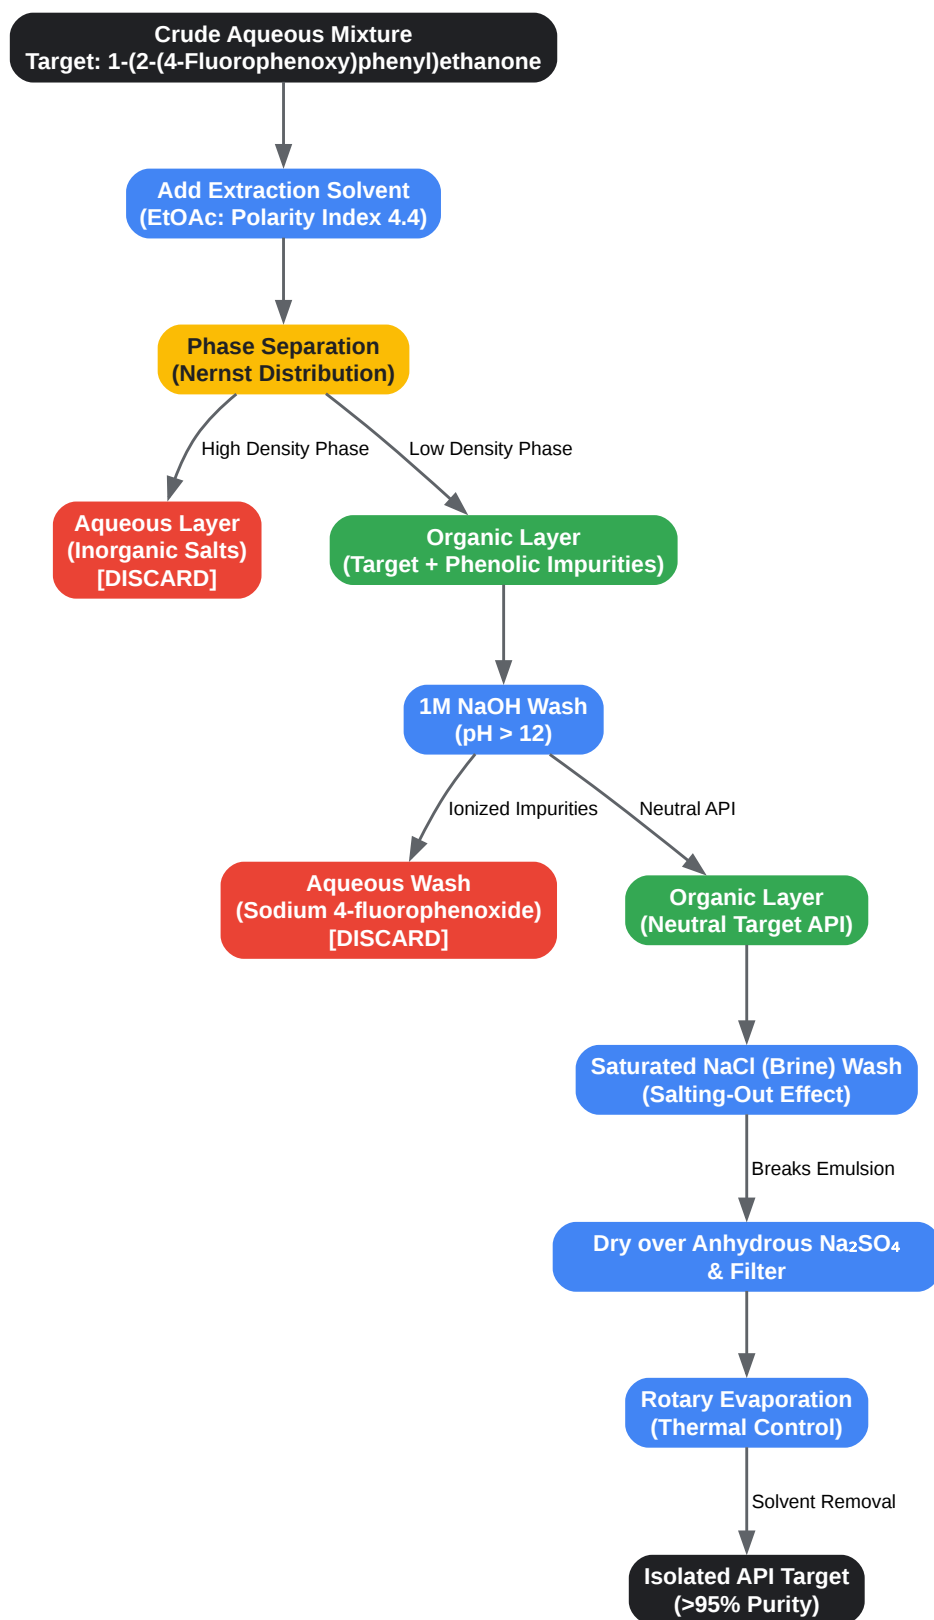 Crude Aqueous Mixture
Target: 1-(2-(4-Fluorophenoxy)phenyl)ethanone
Add Extraction Solvent
(EtOAc: Polarity Index 4.4)
Phase Separation
(Nernst Distribution)
High Density Phase
Low Density Phase
Aqueous Layer
(Inorganic Salts)
[DISCARD]
Organic Layer
(Target + Phenolic Impurities)
1M NaOH Wash
(pH > 12)
Ionized Impurities
Neutral API
Aqueous Wash
(Sodium 4-fluorophenoxide)
[DISCARD]
Organic Layer
(Neutral Target API)
Saturated NaCl (Brine) Wash
(Salting-Out Effect)
Breaks Emulsion
Dry over Anhydrous Na₂SO₄
& Filter
Rotary Evaporation
(Thermal Control)
Solvent Removal
Isolated API Target
(>95% Purity)